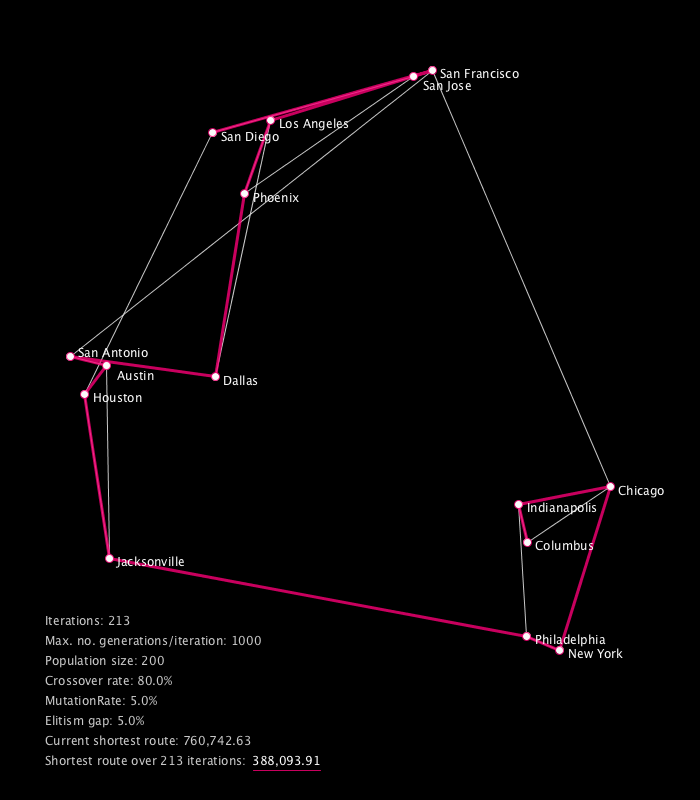 San Francisco
San Jose
Los Angeles
San Diego
Phoenix
San Antonio
Austin
Dallas
Houston
Chicago
Indianapolis
Columbus
Jacksonville
Philadelphia
New York
Iterations: 213
Max. no. generations/iteration: 1000
Population size: 200
Crossover rate: 80.0%
MutationRate: 5.0%
Elitism gap: 5.0%
Current shortest route: 760,742.63
Shortest route over 213 iterations: 388,093.91